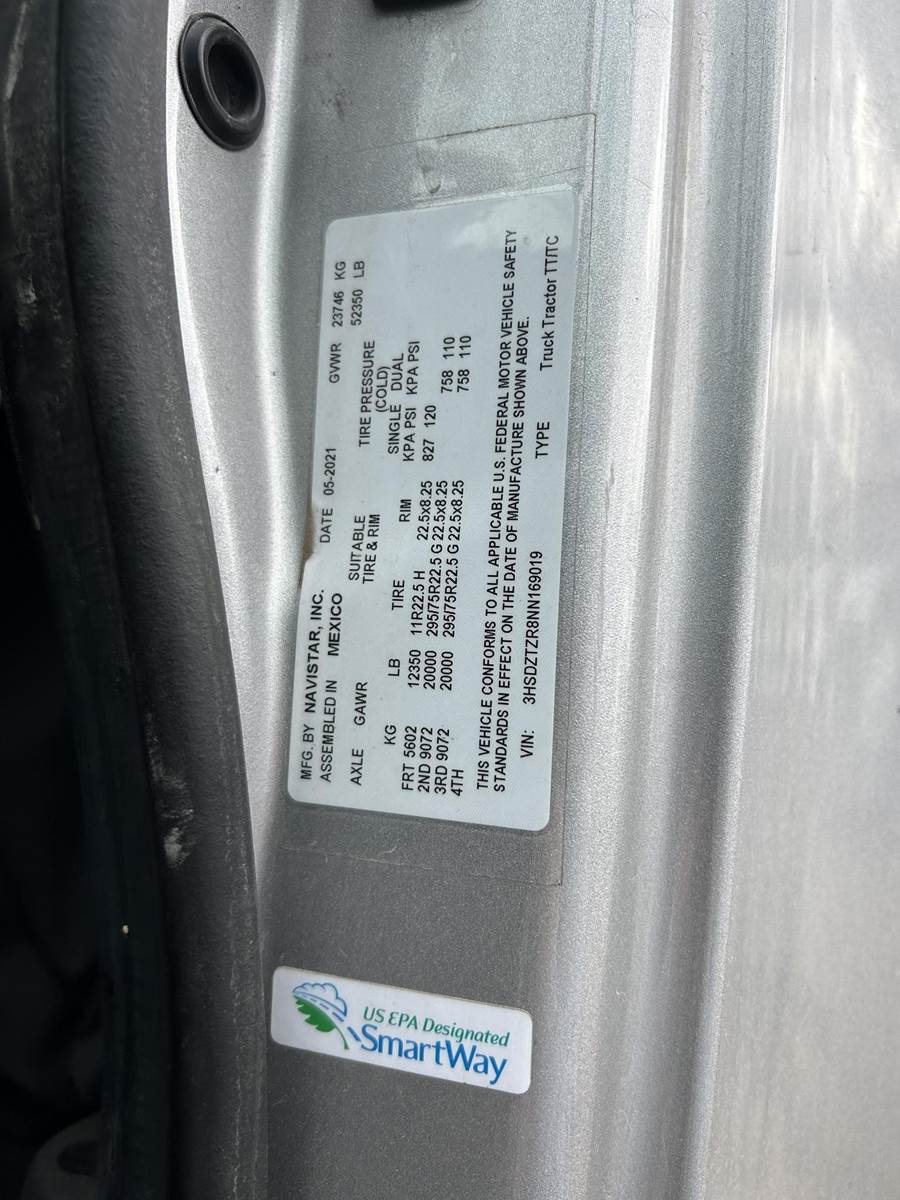 MFG. BY NAVISTAR, INC. DATE 05-2021 GVWR 23746 KG
ASSEMBLED IN MEXICO 52350 LB
AXLE GAWR SUITABLE TIRE PRESSURE
TIRE & RIM (COLD)
KG LB TIRE RIM SINGLE DUAL
KPA PSI KPA PSI
FRT 5602 12350 11R22.5 H 22.5x8.25 827 120
2ND 9072 20000 295/75R22.5 G 22.5x8.25 758 110
3RD 9072 20000 295/75R22.5 G 22.5x8.25 758 110
4TH
THIS VEHICLE CONFORMS TO ALL APPLICABLE U.S. FEDERAL MOTOR VEHICLE SAFETY
STANDARDS IN EFFECT ON THE DATE OF MANUFACTURE SHOWN ABOVE.
VIN: 3HSDZTZR8NN169019 TYPE Truck Tractor TT/TC
US EPA Designated
SmartWay